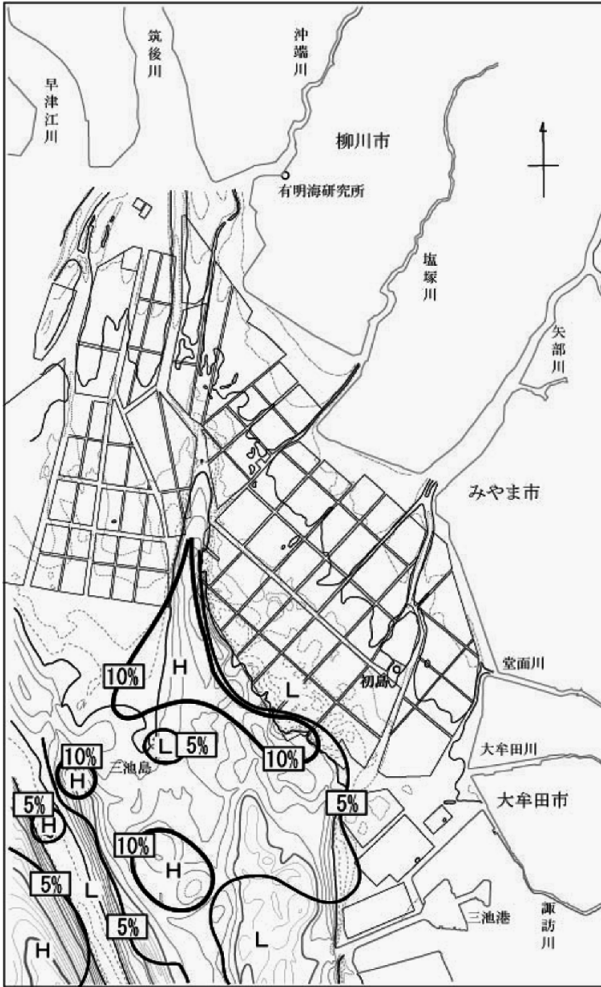 早津江川
筑後川
沖端川
柳川市
有明海研究所
塩塚川
矢部川
みやま市
初島
堂面川
大牟田川
大牟田市
諏訪川
三池港
三池島
10%
H
L
10%
L
5%
10%
H
5%
H
5%
10%
H
5%
L
5%
H
L